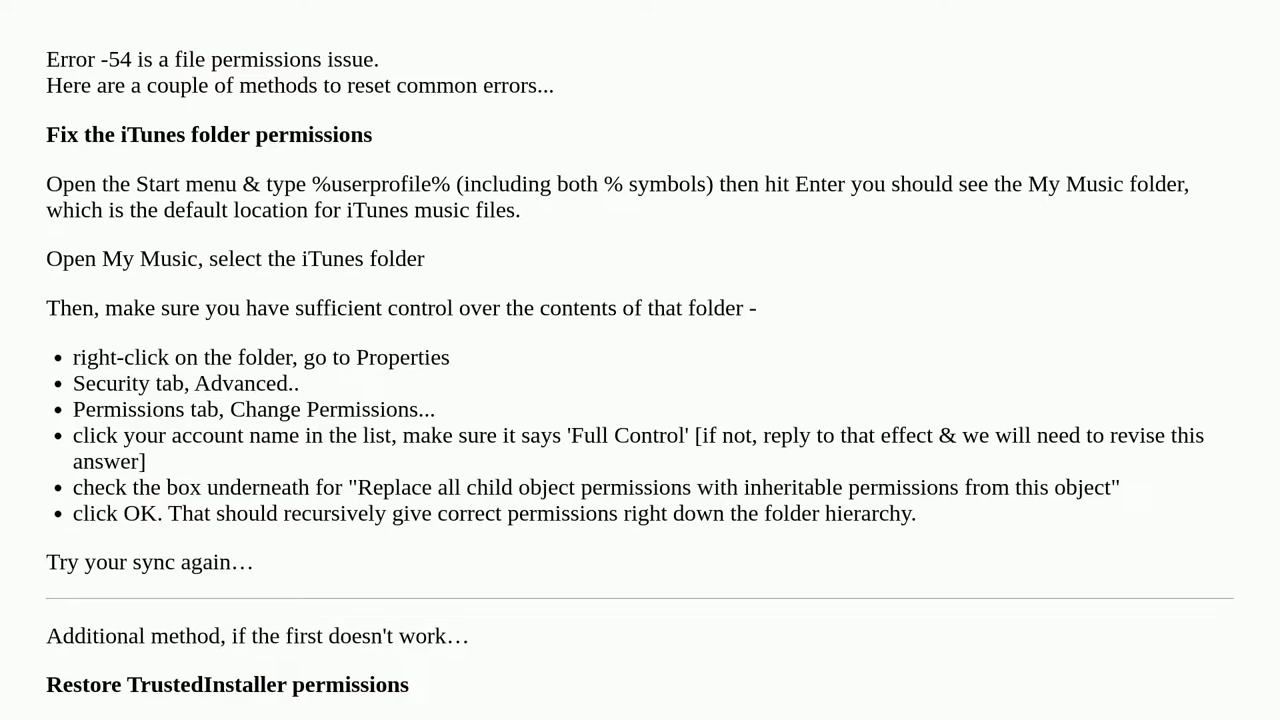 Error -54 is a file permissions issue.
Here are a couple of methods to reset common errors...
Fix the iTunes folder permissions
Open the Start menu & type %userprofile% (including both % symbols) then hit Enter you should see the My Music folder,
which is the default location for iTunes music files.
Open My Music, select the iTunes folder
Then, make sure you have sufficient control over the contents of that folder -
• right-click on the folder, go to Properties
• Security tab, Advanced..
• Permissions tab, Change Permissions...
• click your account name in the list, make sure it says 'Full Control' [if not, reply to that effect & we will need to revise this
answer]
• check the box underneath for "Replace all child object permissions with inheritable permissions from this object"
• click OK. That should recursively give correct permissions right down the folder hierarchy.
Try your sync again…
Additional method, if the first doesn't work…
Restore TrustedInstaller permissions